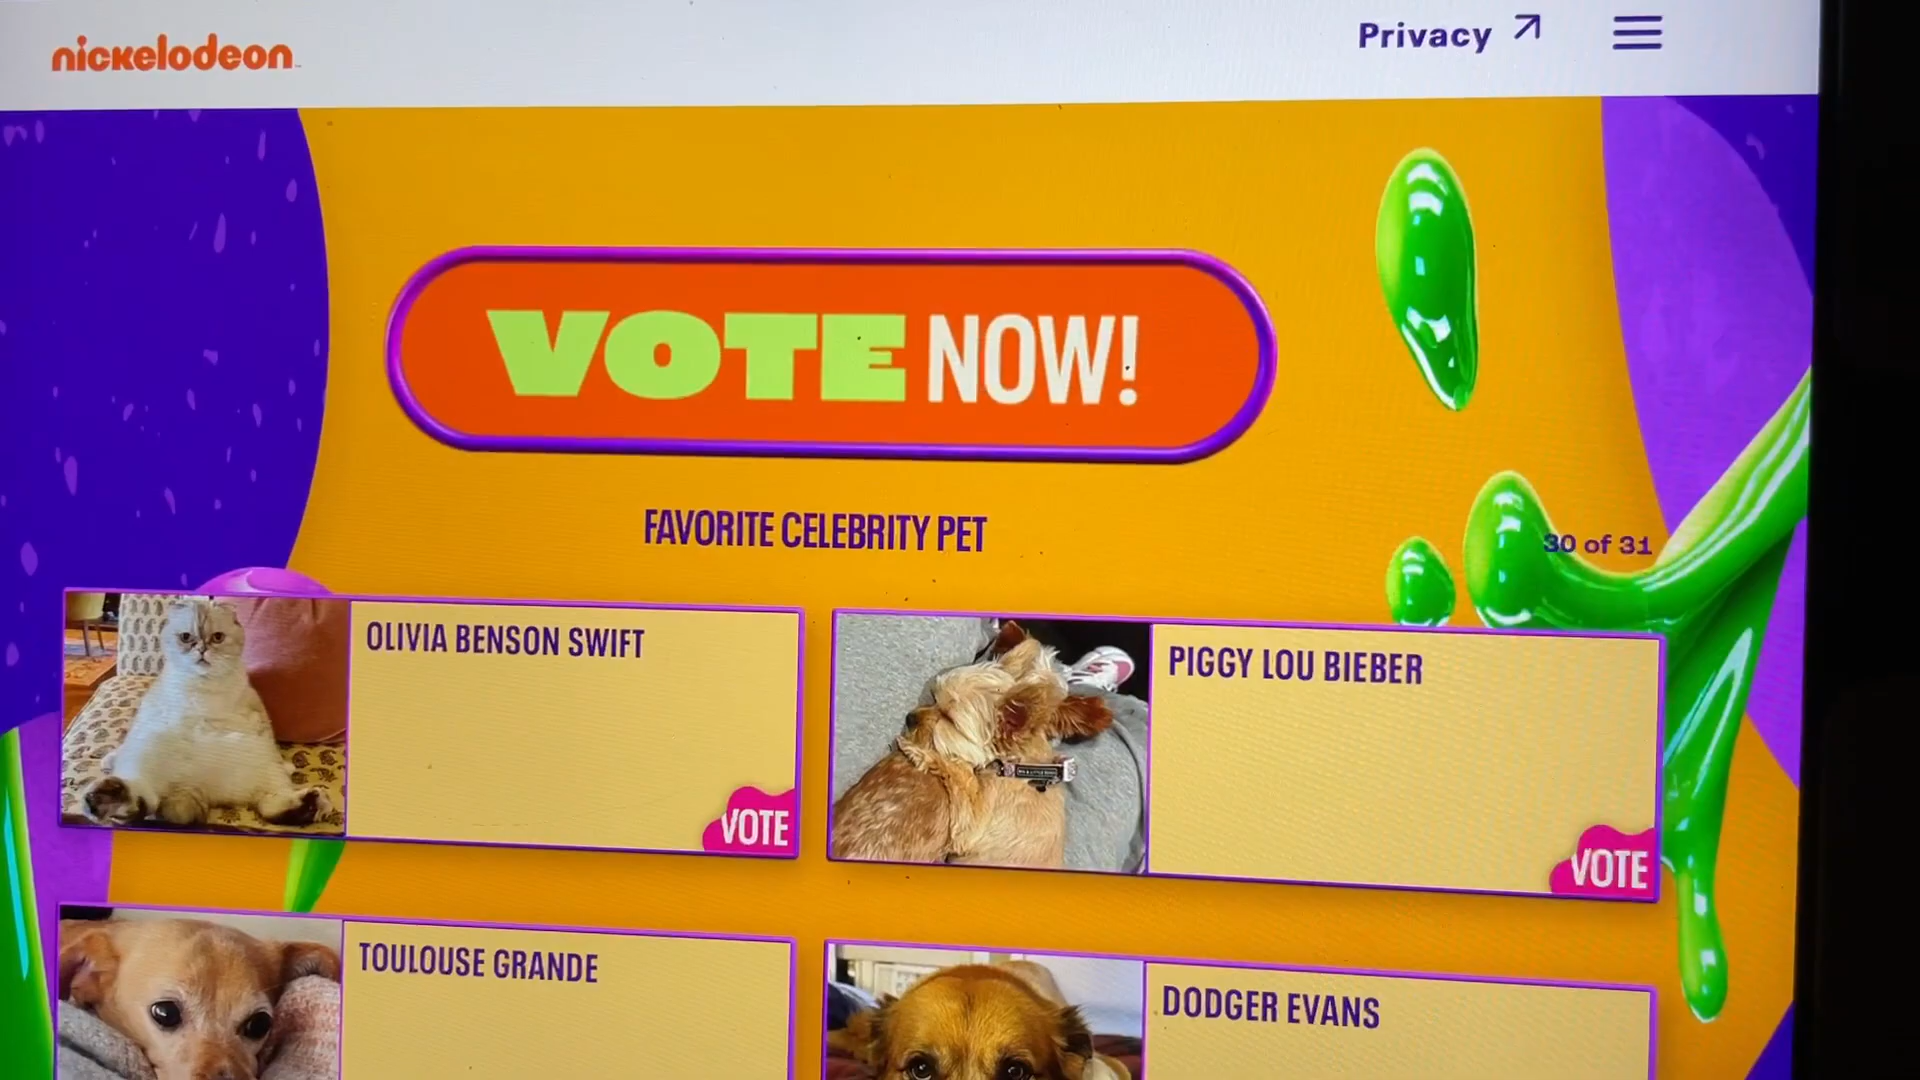 nickelodeon
Privacy
VOTE NOW!
FAVORITE CELEBRITY PET
30 of 31
OLIVIA BENSON SWIFT
VOTE
PIGGY LOU BIEBER
VOTE
TOULOUSE GRANDE
DODGER EVANS